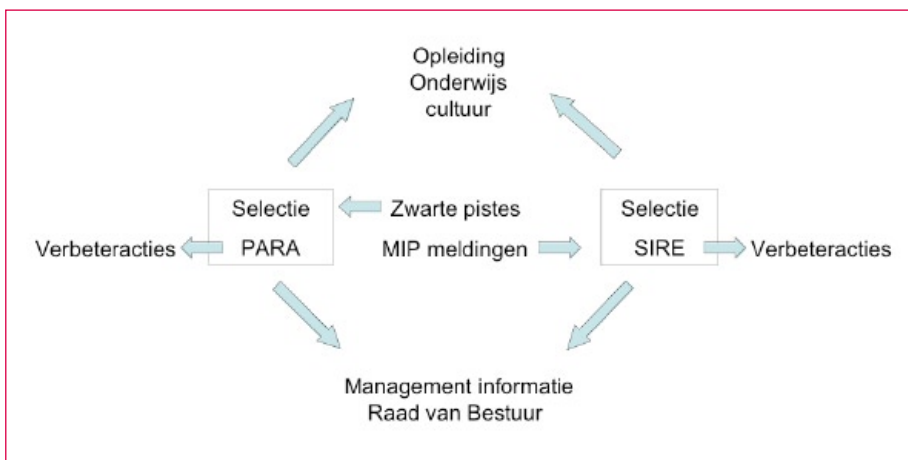 Opleiding
Onderwijs
cultuur
Selectie
PARA
Zwarte pistes
MIP meldingen
Selectie
SIRE
Verbeteracties
Verbeteracties
Management informatie
Raad van Bestuur